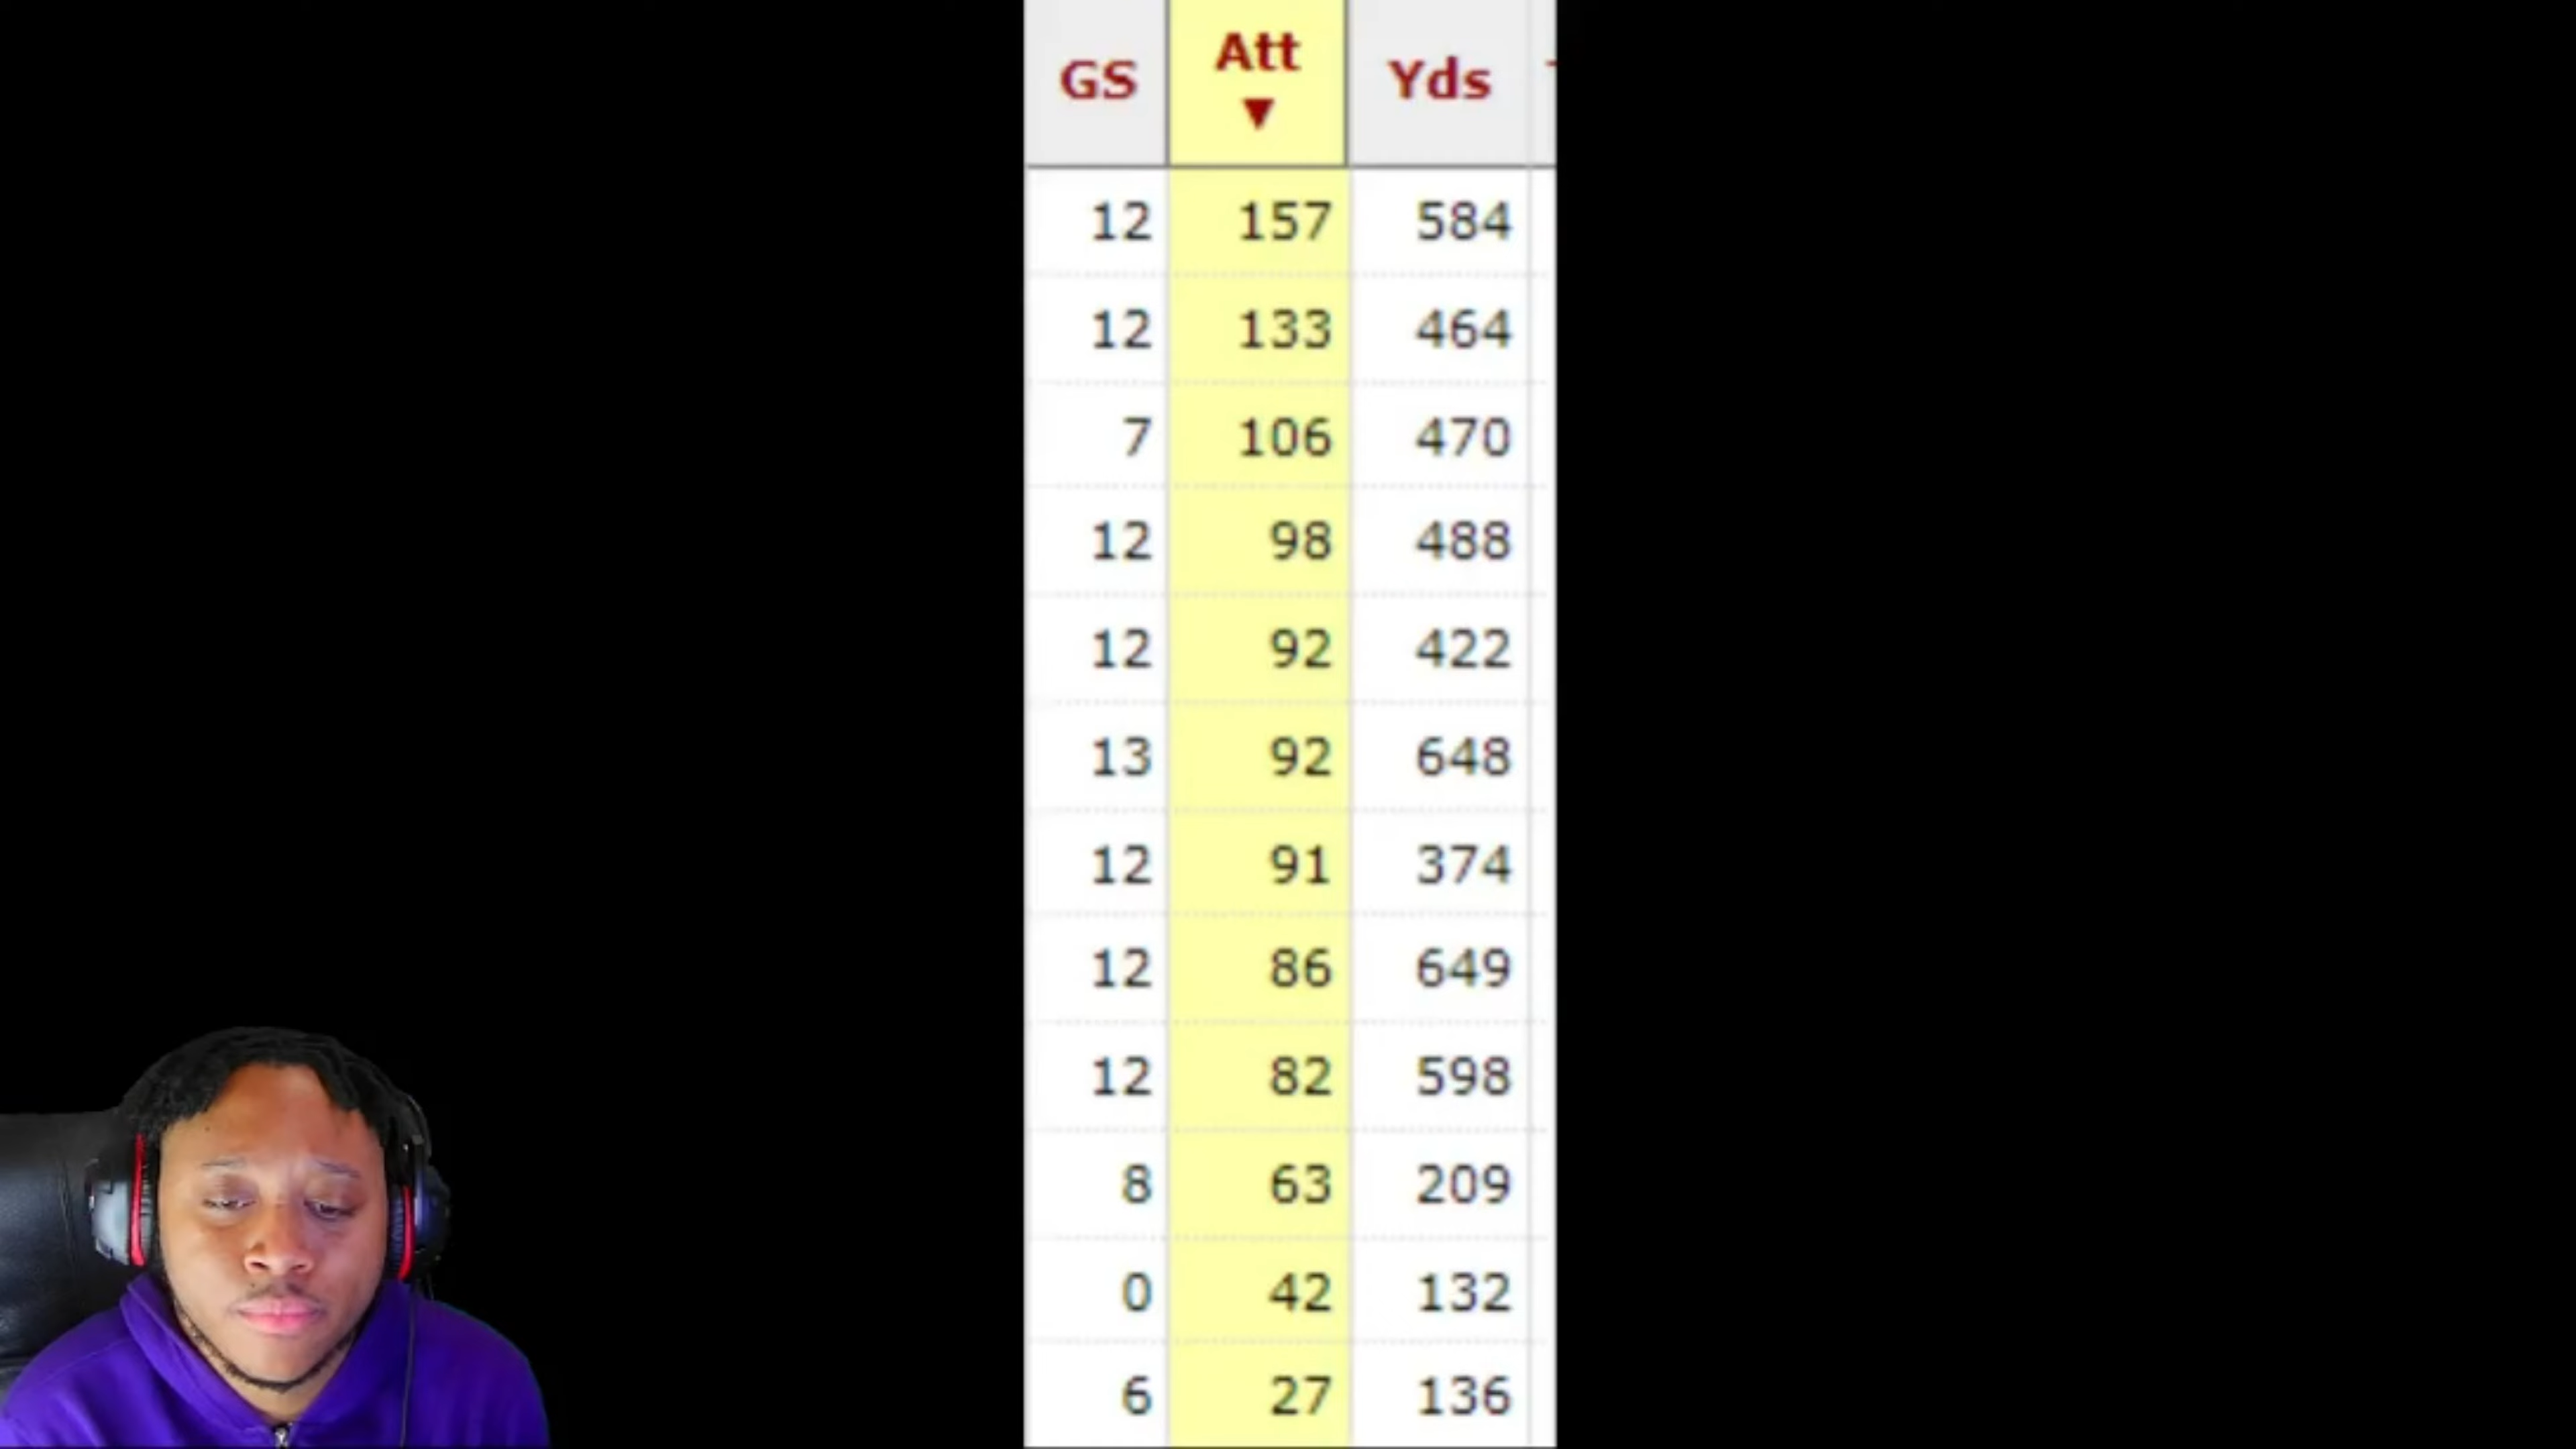 GS Att Yds
▼
12 157 584
12 133 464
7 106 470
12 98 488
12 92 422
13 92 648
12 91 374
12 86 649
12 82 598
8 63 209
0 42 132
6 27 136